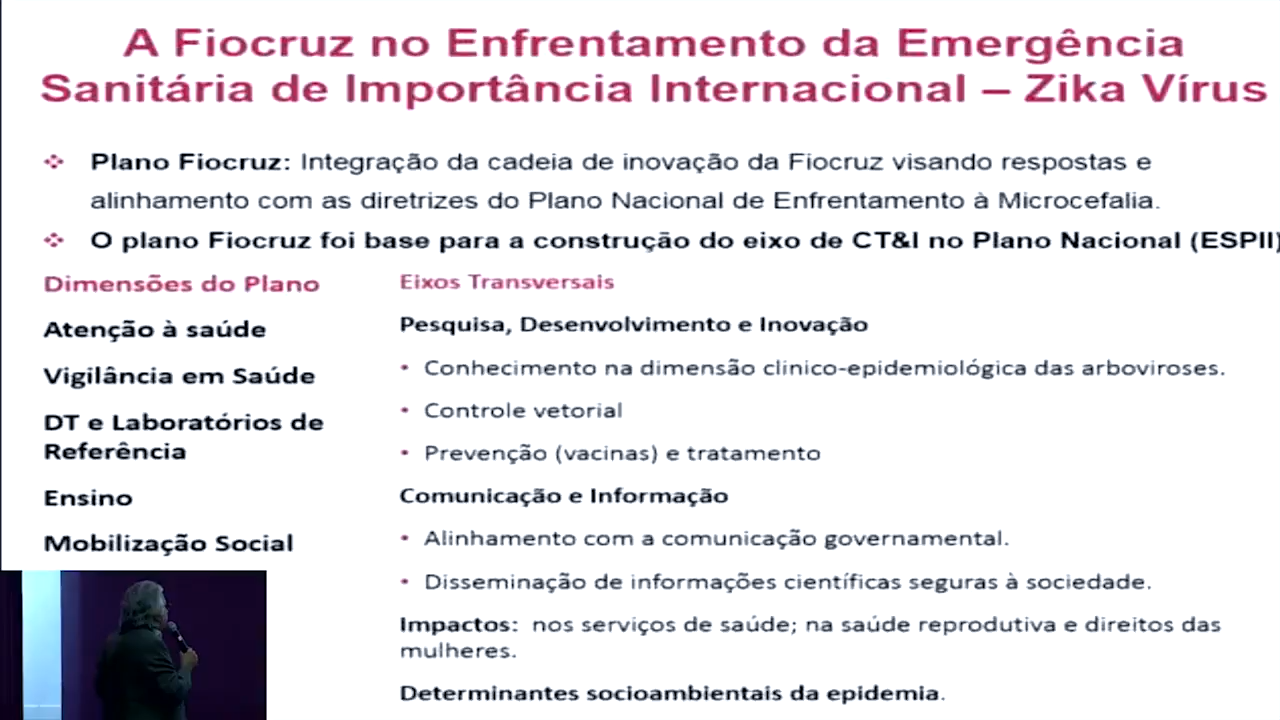 A Fiocruz no Enfrentamento da Emergência
Sanitária de Importância Internacional – Zika Vírus
Plano Fiocruz: Integração da cadeia de inovação da Fiocruz visando respostas e
alinhamento com as diretrizes do Plano Nacional de Enfrentamento à Microcefalia.
O plano Fiocruz foi base para a construção do eixo de CT&I no Plano Nacional (ESPII)
Dimensões do Plano
Atenção à saúde
Vigilância em Saúde
DT e Laboratórios de
Referência
Ensino
Mobilização Social
Eixos Transversais
Pesquisa, Desenvolvimento e Inovação
• Conhecimento na dimensão clinico-epidemiológica das arboviroses.
• Controle vetorial
• Prevenção (vacinas) e tratamento
Comunicação e Informação
• Alinhamento com a comunicação governamental.
• Disseminação de informações científicas seguras à sociedade.
Impactos: nos serviços de saúde; na saúde reprodutiva e direitos das
mulheres.
Determinantes socioambientais da epidemia.